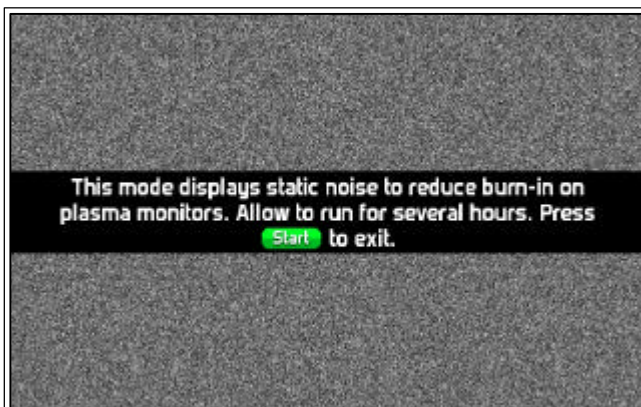 This mode displays static noise to reduce burn-in on
plasma monitors. Allow to run for several hours. Press
Start to exit.